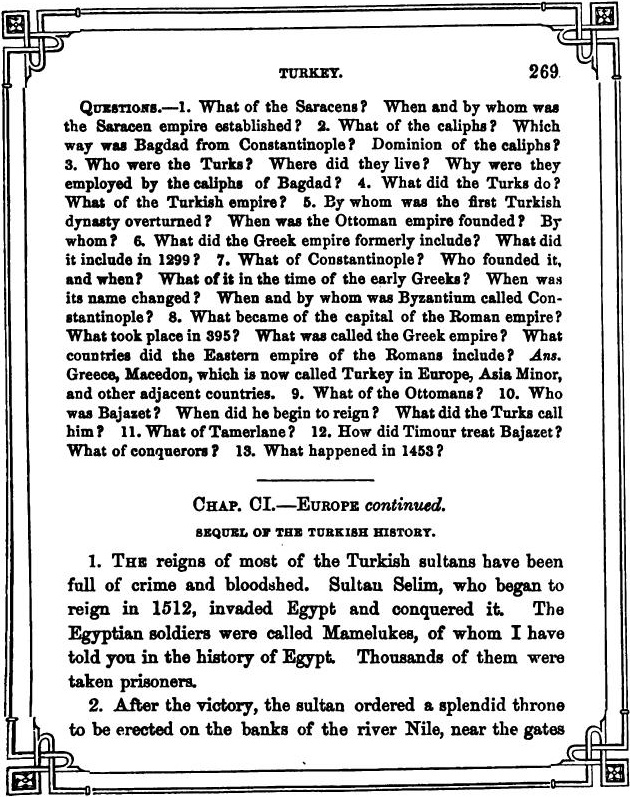 TURKEY. 269
QUESTIONS.—1. What of the Saracens? When and by whom was
the Saracen empire established? 2. What of the caliphs? Which
way was Bagdad from Constantinople? Dominion of the caliphs?
3. Who were the Turks? Where did they live? Why were they
employed by the caliphs of Bagdad? 4. What did the Turks do?
What of the Turkish empire? 5. By whom was the first Turkish
dynasty overturned? When was the Ottoman empire founded? By
whom? 6. What did the Greek empire formerly include? What did
it include in 1299? 7. What of Constantinople? Who founded it,
and when? What of it in the time of the early Greeks? When was
its name changed? When and by whom was Byzantium called Con-
stantinople? 8. What became of the capital of the Roman empire?
What took place in 395? What was called the Greek empire? What
countries did the Eastern empire of the Romans include? Ans.
Greece, Macedon, which is now called Turkey in Europe, Asia Minor,
and other adjacent countries. 9. What of the Ottomans? 10. Who
was Bajazet? When did he begin to reign? What did the Turks call
him? 11. What of Tamerlane? 12. How did Timour treat Bajazet?
What of conquerors? 13. What happened in 1453?
CHAP. CI.—EUROPE continued.
SEQUEL OF THE TURKISH HISTORY.
1. THE reigns of most of the Turkish sultans have been
full of crime and bloodshed. Sultan Selim, who began to
reign in 1512, invaded Egypt and conquered it. The
Egyptian soldiers were called Mamelukes, of whom I have
told you in the history of Egypt. Thousands of them were
taken prisoners.
2. After the victory, the sultan ordered a splendid throne
to be erected on the banks of the river Nile, near the gates